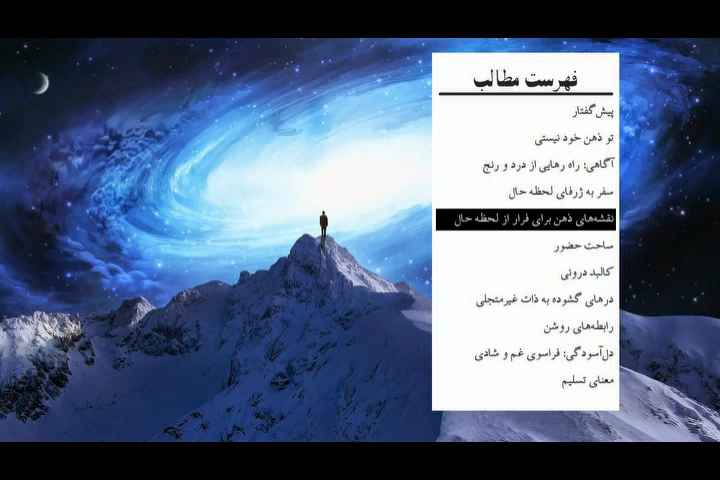 فهرست مطالب
پیش‌گفتار
تو ذهن خود نیستی
آگاهی: راه رهایی از درد و رنج
سفر به ژرفای لحظه حال
نقشه‌های ذهن برای فرار از لحظه حال
ساحت حضور
کالبد درونی
درهای گشوده به ذات غیرمتجلی
رابطه‌های روشن
دل‌آسودگی: فراسوی غم و شادی
معنای تسلیم